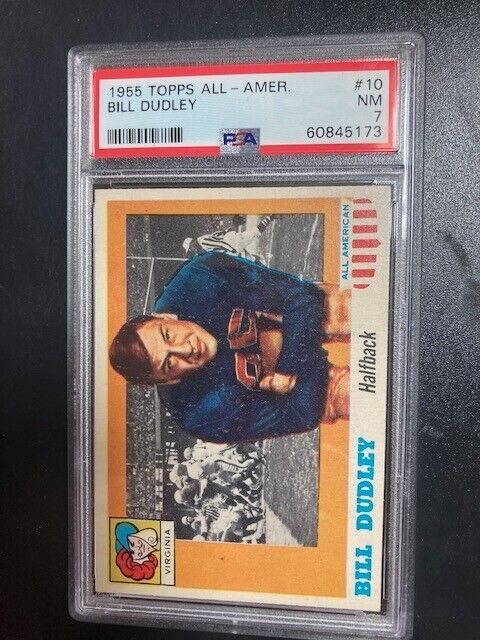 1955 TOPPS ALL-AMER. #10
BILL DUDLEY NM
7
PSA 60845173
ALL AMERICAN
VIRGINIA
BILL DUDLEY Halfback